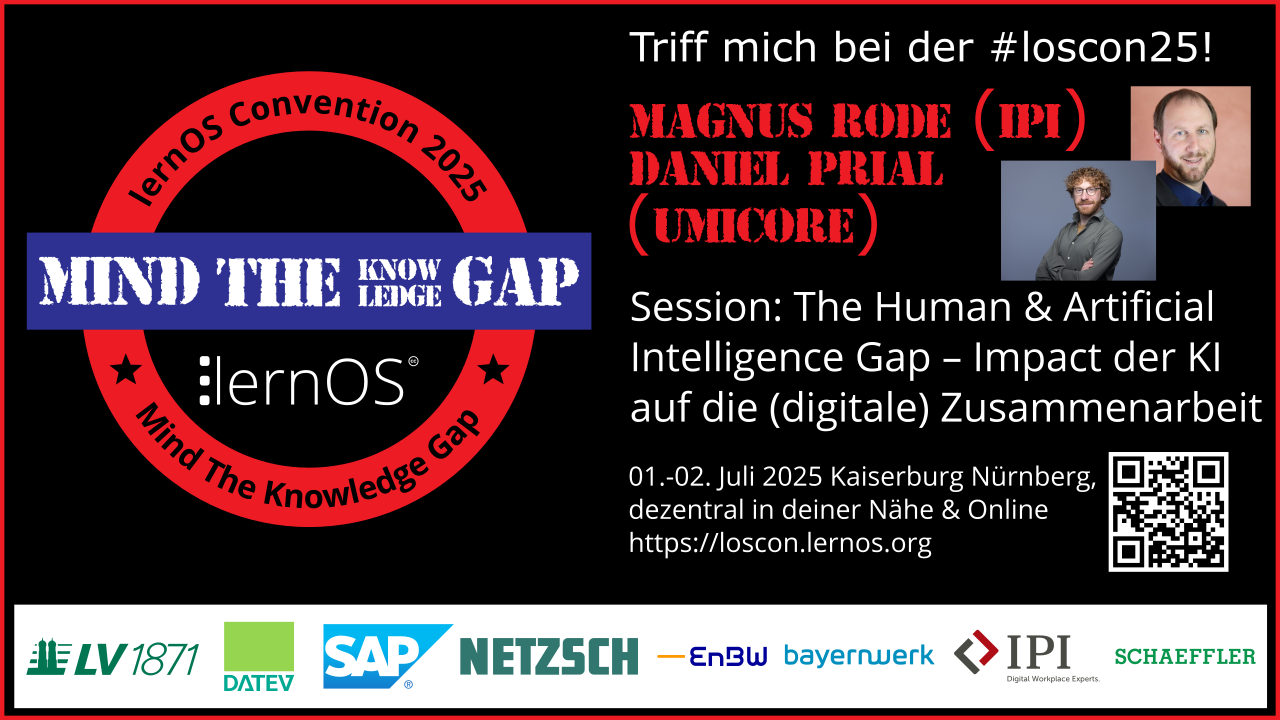 lernOS Convention 2025
MIND THE KNOW LEDGE GAP
lernOS
Mind The Knowledge Gap
Triff mich bei der #loscon25!
MAGNUS RODE (IPI)
DANIEL PRIAL
(UMICORE)
Session: The Human & Artificial
Intelligence Gap – Impact der KI
auf die (digitale) Zusammenarbeit
01.-02. Juli 2025 Kaiserburg Nürnberg,
dezentral in deiner Nähe & Online
https://loscon.lernos.org
LV 1871
DATEV
SAP®
NETZSCH
EnBW
bayernwerk
IPI
Digital Workplace Experts.
SCHAEFFLER